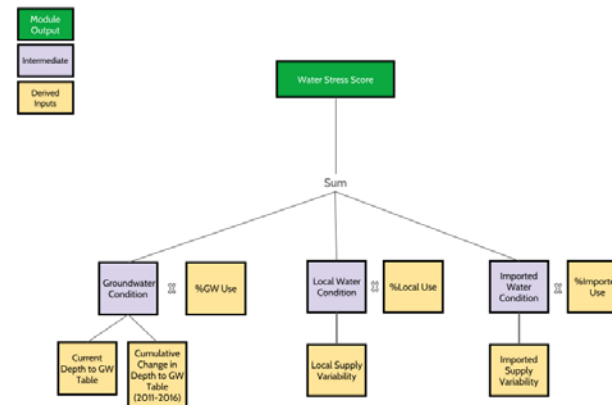 Module
Output
Intermediate
Derived
Inputs
Water Stress Score
Sum
Groundwater
Condition
%GW Use
Local Water
Condition
%Local Use
Imported
Water
Condition
%Importe
Use
Current
Depth to GW
Table
Cumulative
Change in
Depth to GW
Table
(2011-2016)
Local Supply
Variability
Imported
Supply
Variability